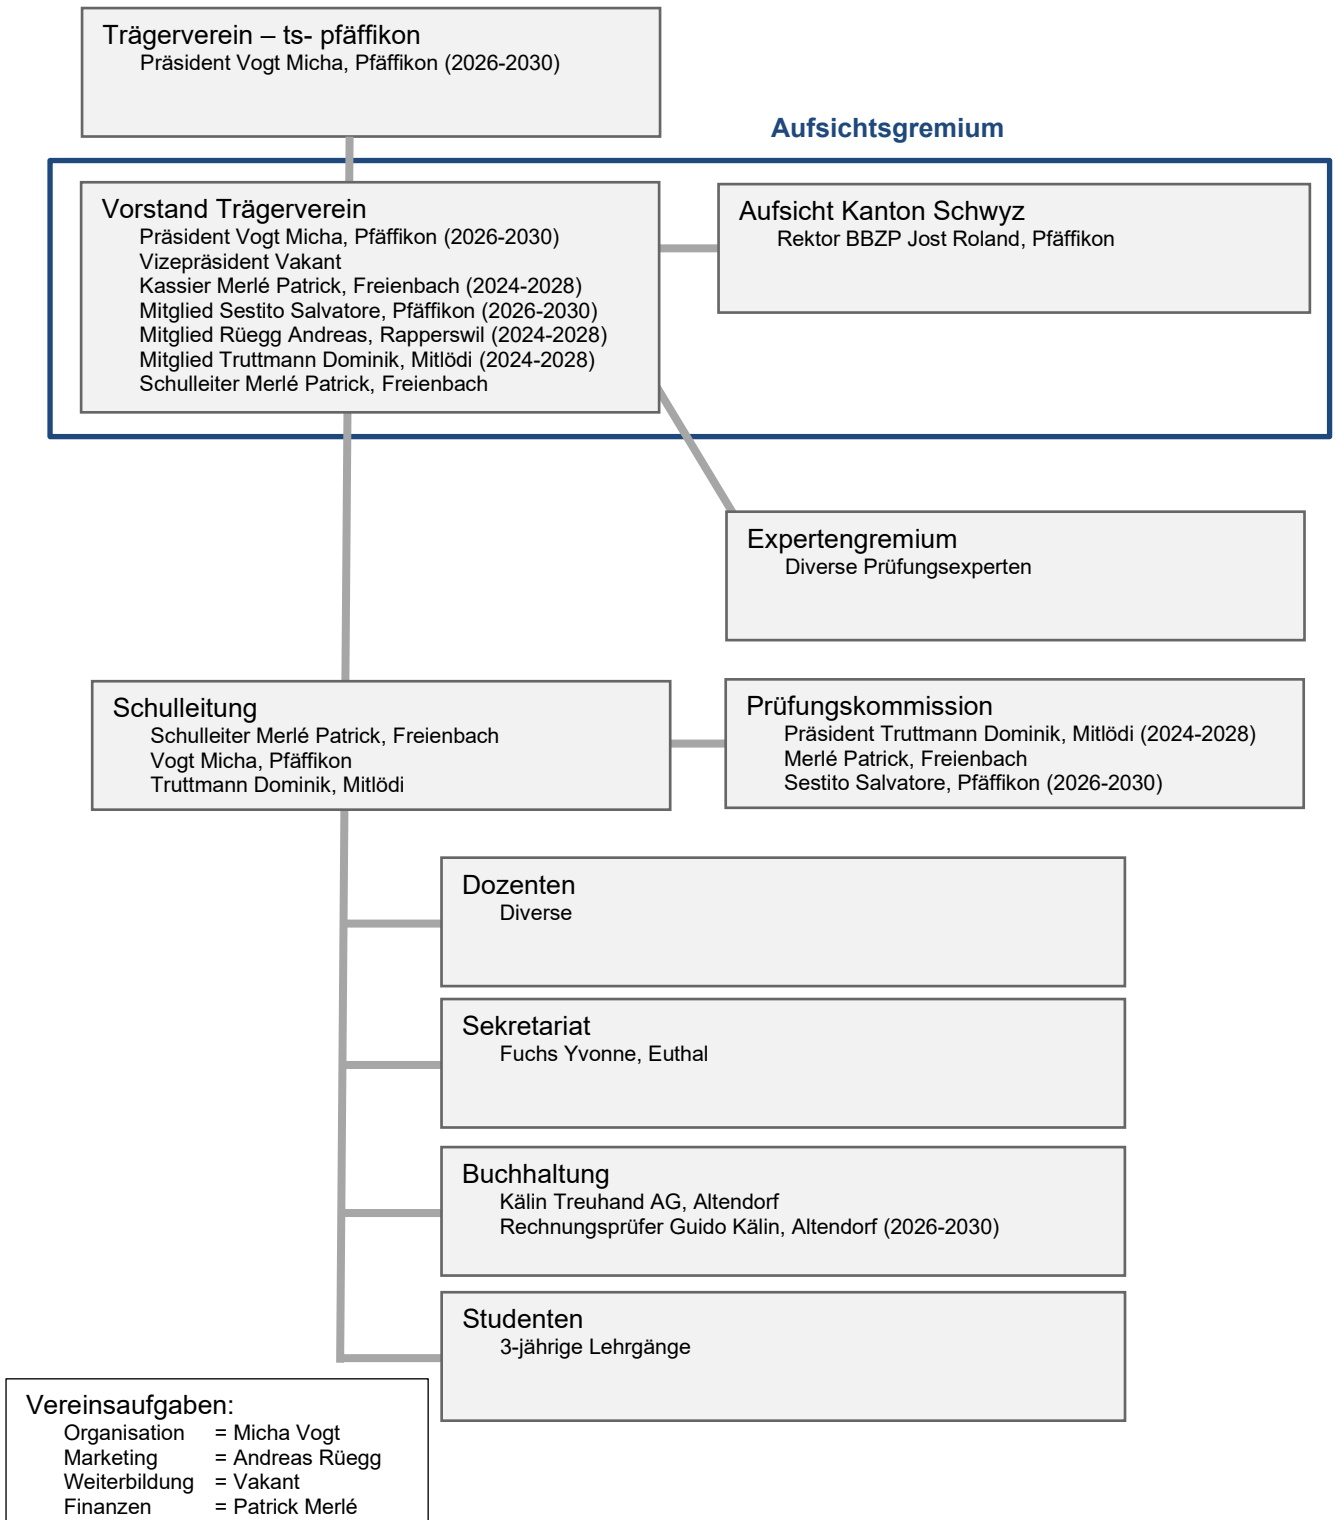 Trägerverein – ts- pfäffikon
Präsident Vogt Micha, Pfäffikon (2026-2030)
Aufsichtsgremium
Vorstand Trägerverein
Präsident Vogt Micha, Pfäffikon (2026-2030)
Vizepräsident Vakant
Kassier Merlé Patrick, Freienbach (2024-2028)
Mitglied Sestito Salvatore, Pfäffikon (2026-2030)
Mitglied Rüegg Andreas, Rapperswil (2024-2028)
Mitglied Truttmann Dominik, Mitlödi (2024-2028)
Schulleiter Merlé Patrick, Freienbach
Aufsicht Kanton Schwyz
Rektor BBZP Jost Roland, Pfäffikon
Expertengremium
Diverse Prüfungsexperten
Schulleitung
Schulleiter Merlé Patrick, Freienbach
Vogt Micha, Pfäffikon
Truttmann Dominik, Mitlödi
Prüfungskommission
Präsident Truttmann Dominik, Mitlödi (2024-2028)
Merlé Patrick, Freienbach
Sestito Salvatore, Pfäffikon (2026-2030)
Dozenten
Diverse
Sekretariat
Fuchs Yvonne, Euthal
Buchhaltung
Kälin Treuhand AG, Altendorf
Rechnungsprüfer Guido Kälin, Altendorf (2026-2030)
Studenten
3-jährige Lehrgänge
Vereinsaufgaben:
Organisation = Micha Vogt
Marketing = Andreas Rüegg
Weiterbildung = Vakant
Finanzen = Patrick Merlé